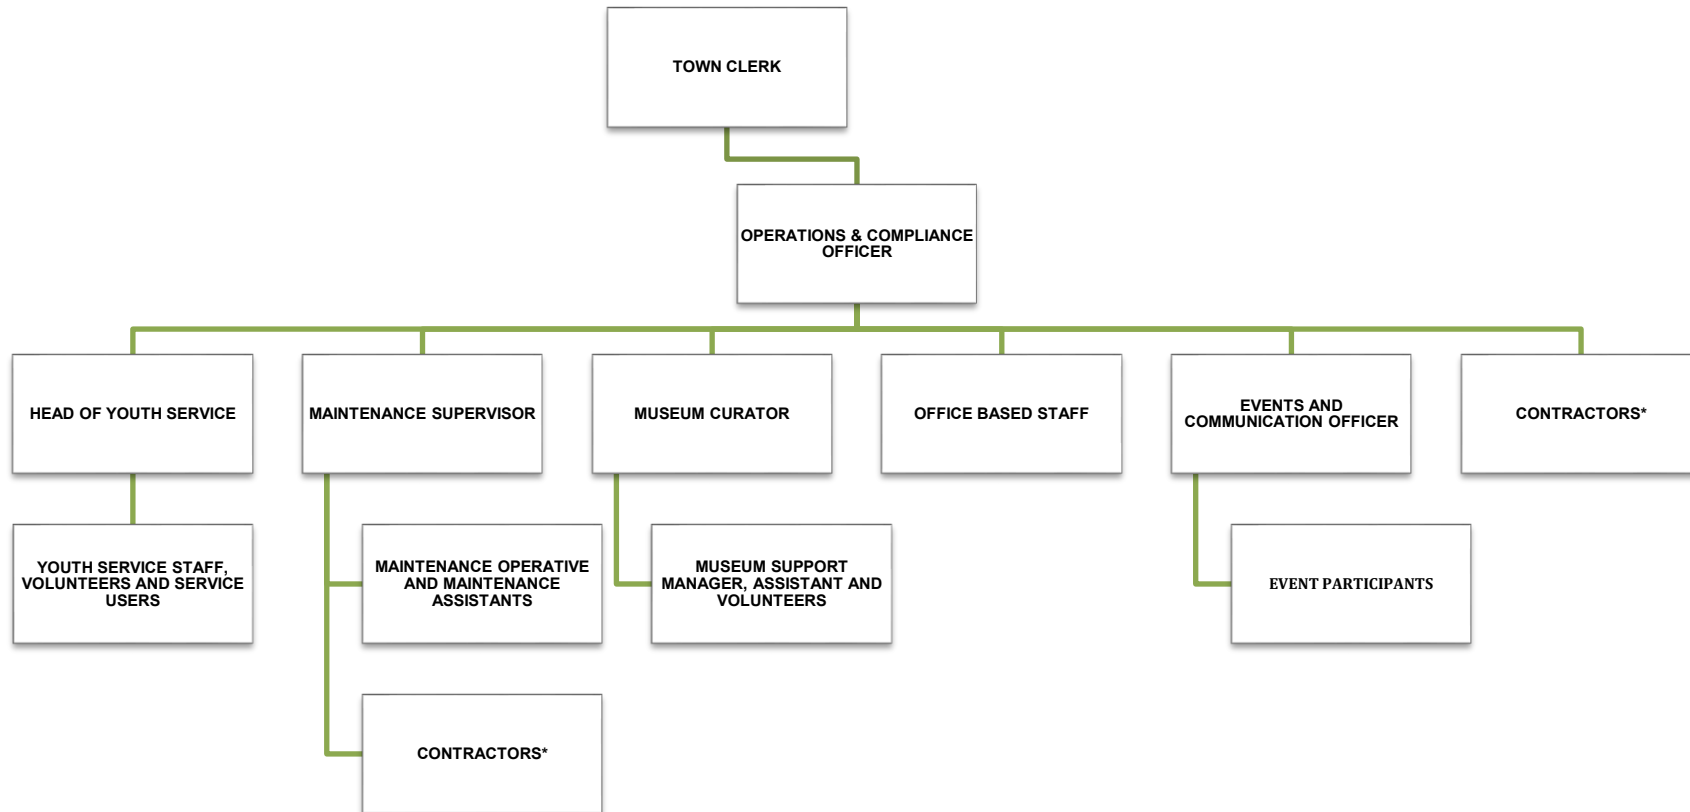 TOWN CLERK
OPERATIONS & COMPLIANCE
OFFICER
HEAD OF YOUTH SERVICE
MAINTENANCE SUPERVISOR
MUSEUM CURATOR
OFFICE BASED STAFF
EVENTS AND
COMMUNICATION OFFICER
CONTRACTORS*
YOUTH SERVICE STAFF,
VOLUNTEERS AND SERVICE
USERS
MAINTENANCE OPERATIVE
AND MAINTENANCE
ASSISTANTS
MUSEUM SUPPORT
MANAGER, ASSISTANT AND
VOLUNTEERS
EVENT PARTICIPANTS
CONTRACTORS*